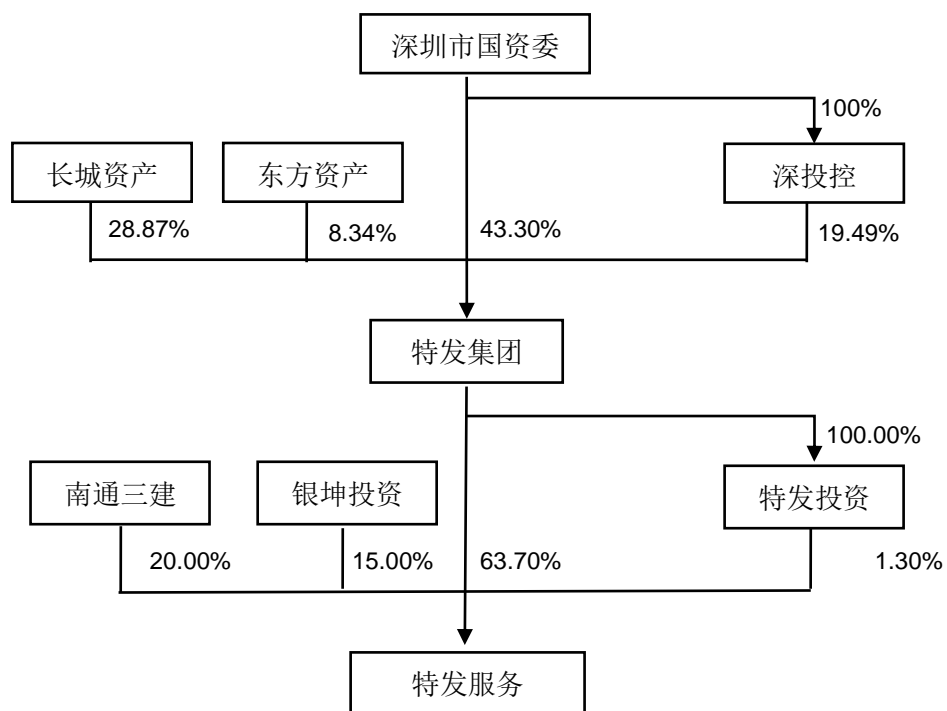 深圳市国资委
100%
长城资产
东方资产
深投控
28.87%
8.34%
43.30%
19.49%
特发集团
100.00%
南通三建
银坤投资
特发投资
20.00%
15.00%
63.70%
1.30%
特发服务